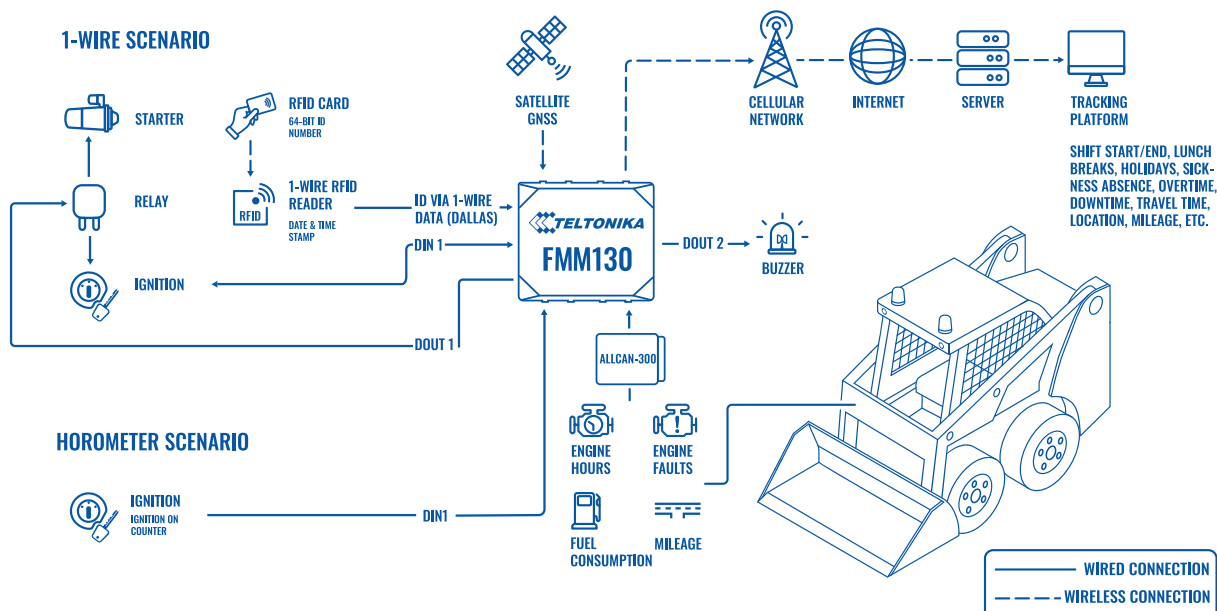 1-WIRE SCENARIO
STARTER
RFID CARD
64-BIT ID
NUMBER
SATELLITE
GNSS
CELLULAR
NETWORK
INTERNET
SERVER
TRACKING
PLATFORM
SHIFT START/END, LUNCH
BREAKS, HOLIDAYS, SICK-
NESS ABSENCE, OVERTIME,
DOWNTIME, TRAVEL TIME,
LOCATION, MILEAGE, ETC.
RELAY
1-WIRE RFID
READER
DATE & TIME
STAMP
RFID
ID VIA 1-WIRE
DATA (DALLAS)
DIN 1
TELTONIKA
FMM130
DOUT 2
BUZZER
IGNITION
DOUT 1
ALLCAN-300
ENGINE
HOURS
ENGINE
FAULTS
HOROMETER SCENARIO
IGNITION
IGNITION ON
COUNTER
DIN1
FUEL
CONSUMPTION
MILEAGE
WIRED CONNECTION
WIRELESS CONNECTION